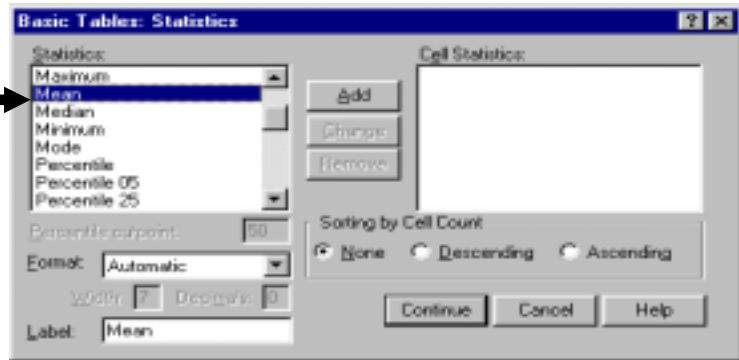 Basic Tables: Statistics
Statistics:
Maximum
Mean
Median
Minimum
Mode
Percentile
Percentile 05
Percentile 25
Percentile cutpoint: 50
Format: Automatic
Width: 7 Decimals: 0
Label: Mean
Add
Change
Remove
Cell Statistics:
Sorting by Cell Count
None Descending Ascending
Continue Cancel Help